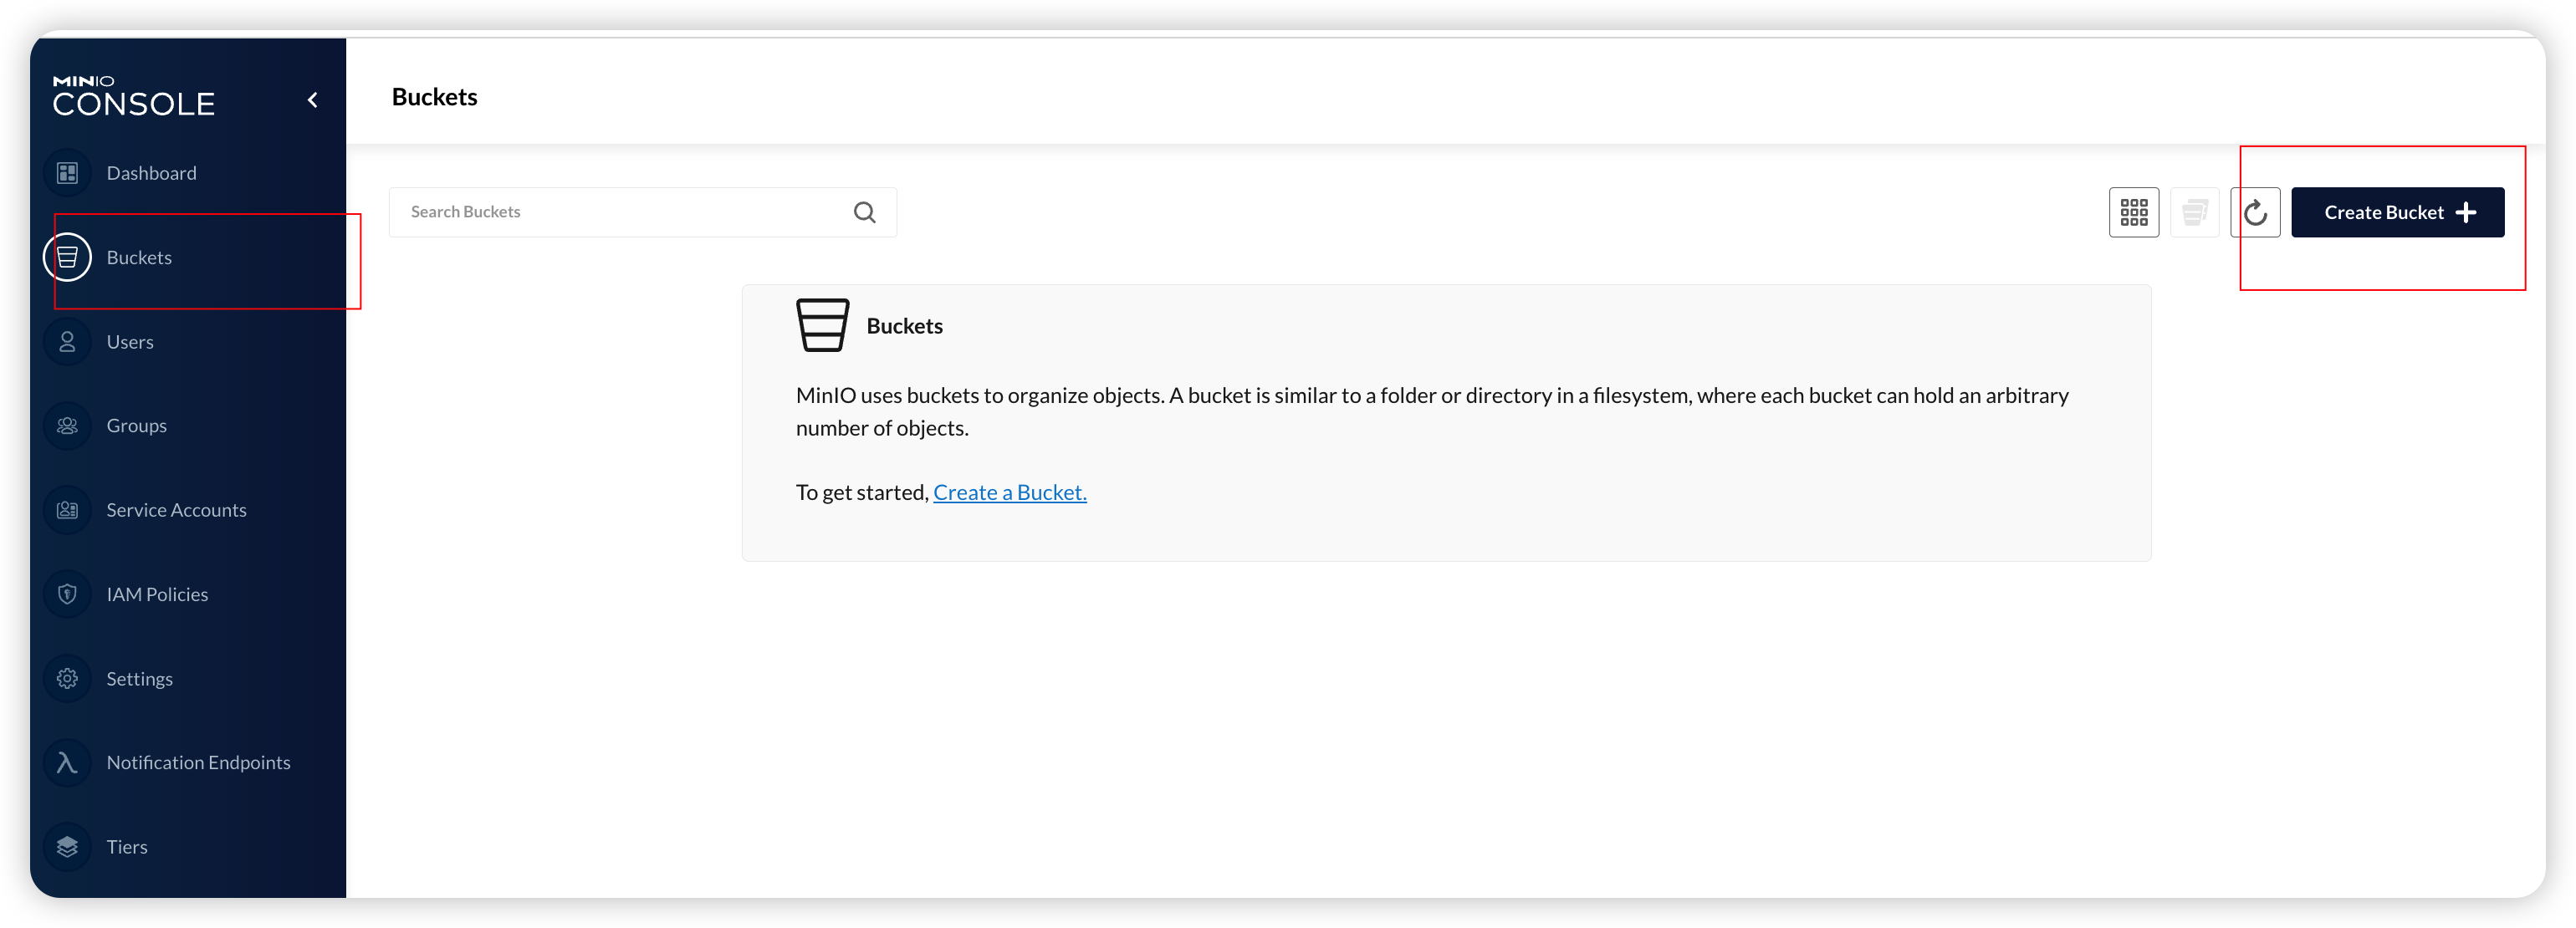 MINIO
CONSOLE
Dashboard
Buckets
Users
Groups
Service Accounts
IAM Policies
Settings
Notification Endpoints
Tiers
Buckets
Search Buckets
Create Bucket
Buckets
MinIO uses buckets to organize objects. A bucket is similar to a folder or directory in a filesystem, where each bucket can hold an arbitrary
number of objects.
To get started, Create a Bucket.